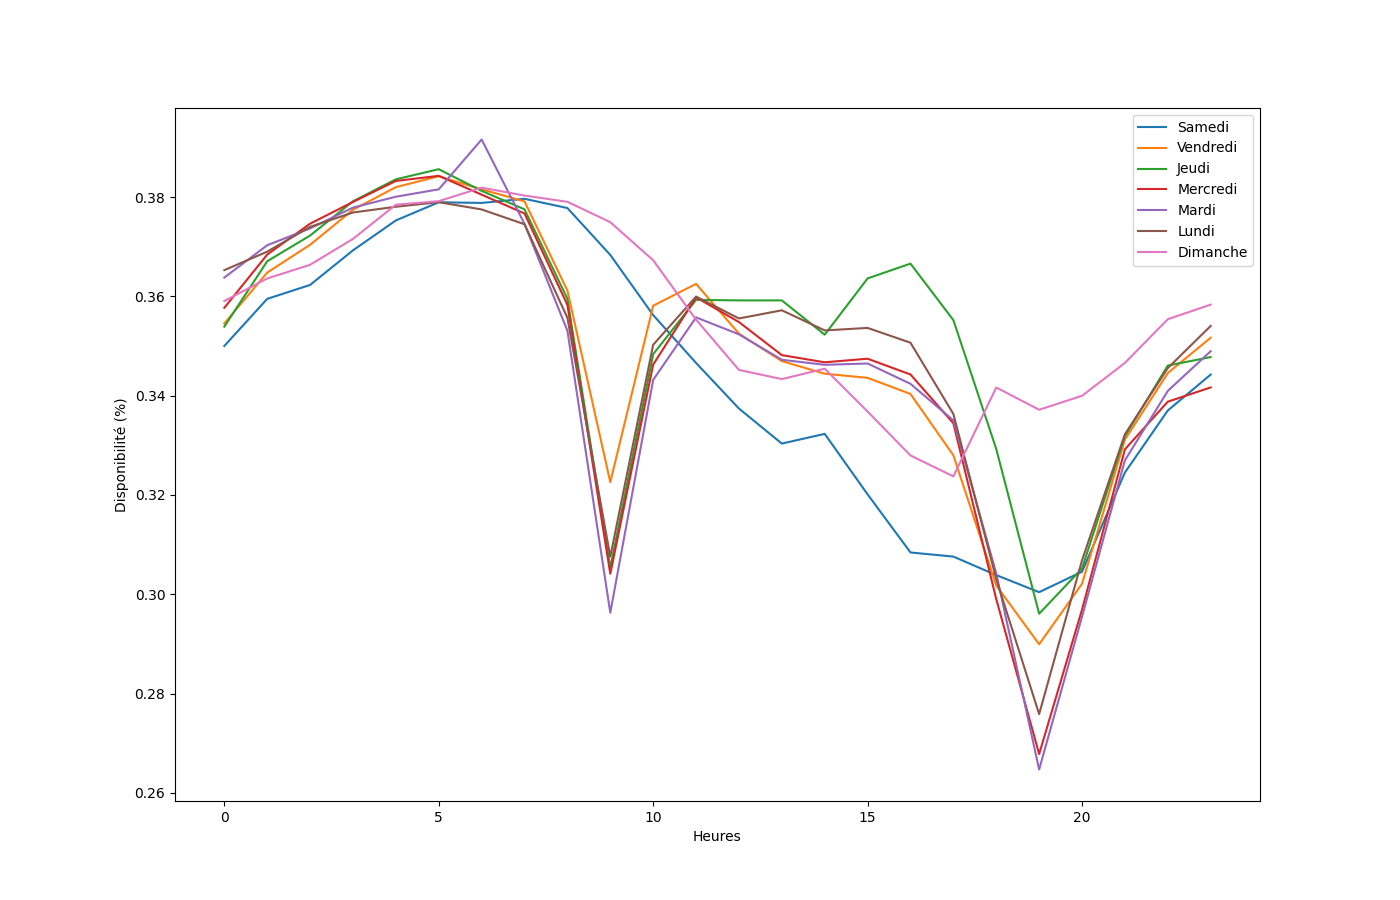 Samedi
Vendredi
Jeudi
Mercredi
Mardi
Lundi
Dimanche
Disponibilité (%)
0.38
0.36
0.34
0.32
0.30
0.28
0.26
0 5 10 15 20
Heures